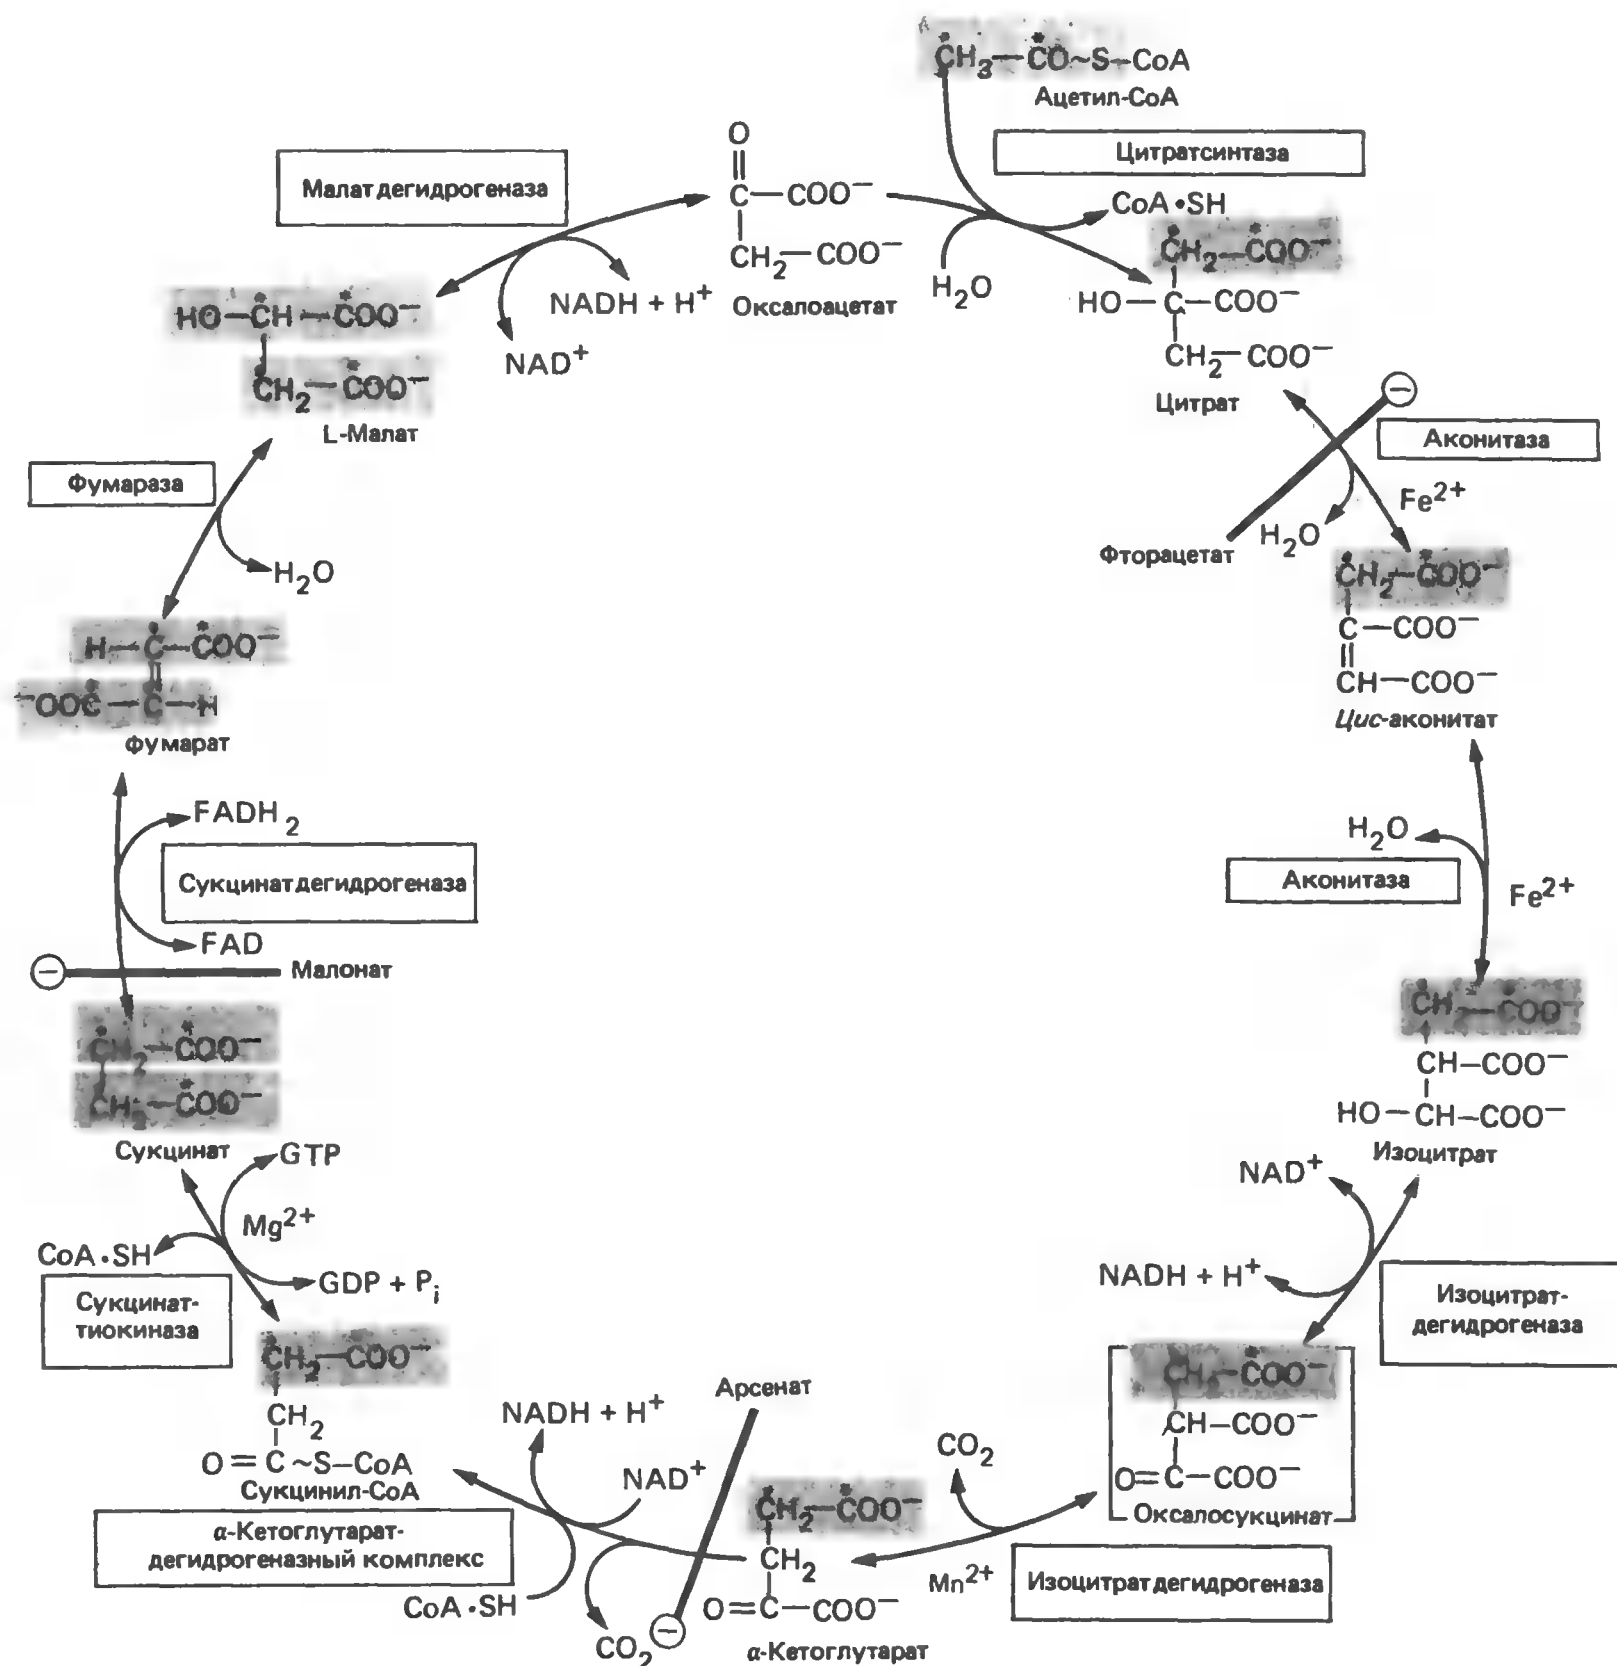 CH₃—CO~S—CoA
Ацетил-CoA
Цитратсинтаза
CoA•SH
H₂O
O
C—COO⁻
CH₂—COO⁻
Оксалоацетат
Малатдегидрогеназа
NADH + H⁺
NAD⁺
CH₂—COO⁻
HO—C—COO⁻
CH₂—COO⁻
Цитрат
Аконитаза
Fe²⁺
H₂O
Фторацетат
CH₂—COO⁻
C—COO⁻
CH—COO⁻
Цис-аконитат
H₂O
Аконитаза
Fe²⁺
CH₂—COO⁻
CH—COO⁻
HO—CH—COO⁻
Изоцитрат
NAD⁺
NADH + H⁺
Изоцитрат-
дегидрогеназа
CH₂—COO⁻
CH—COO⁻
O=C—COO⁻
Оксалосукцинат
CO₂
Mn²⁺
Изоцитратдегидрогеназа
CH₂—COO⁻
CH₂
O=C—COO⁻
α-Кетоглутарат
Арсенат
NADH + H⁺
NAD⁺
CoA•SH
CO₂
α-Кетоглутарат-
дегидрогеназный комплекс
CH₂—COO⁻
CH₂
O=C~S—CoA
Сукцинил-CoA
GTP
Mg²⁺
CoA•SH
GDP + Pᵢ
Сукцинат-
тиокиназа
CH₂—COO⁻
CH₂—COO⁻
Сукцинат
Малонат
FAD
FADH₂
Сукцинатдегидрогеназа
H—C—COO⁻
⁻OOC—C—H
Фумарат
H₂O
Фумараза
HO—CH—COO⁻
CH₂—COO⁻
L-Малат